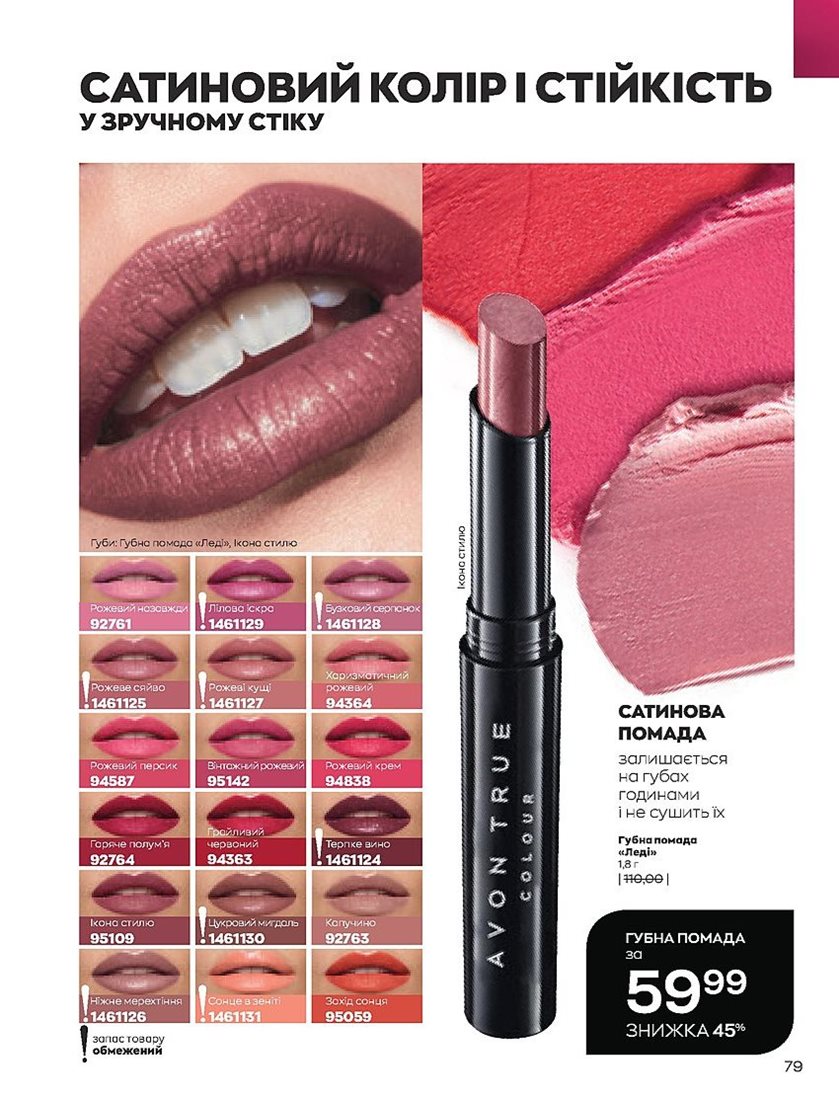 САТИНОВИЙ КОЛІР І СТІЙКІСТЬ
У ЗРУЧНОМУ СТІКУ
Губи: Губна помада «Леді», Ікона стилю
Рожевий назавжди
92761
Лілова іскра
1461129
Бузковий серпанок
1461128
Рожеве сяйво
1461125
Рожеві кущі
1461127
Харизматичний
рожевий
94364
Рожевий персик
94587
Вінтажний рожевий
95142
Рожевий крем
94838
Гаряче полум'я
92764
Грайливий
червоний
94363
Терпке вино
1461124
Ікона стилю
95109
Цукровий мигдаль
1461130
Капучино
92763
Ніжне мерехтіння
1461126
Сонце в зеніті
1461131
Захід сонця
95059
запас товару
обмежений
Ікона стилю
AVON TRUE
COLOUR
САТИНОВА
ПОМАДА
залишається
на губах
годинами
і не сушить їх
Губна помада
«Леді»
1,8 г
| 110,00 |
ГУБНА ПОМАДА
за
59⁹⁹
ЗНИЖКА 45%
79